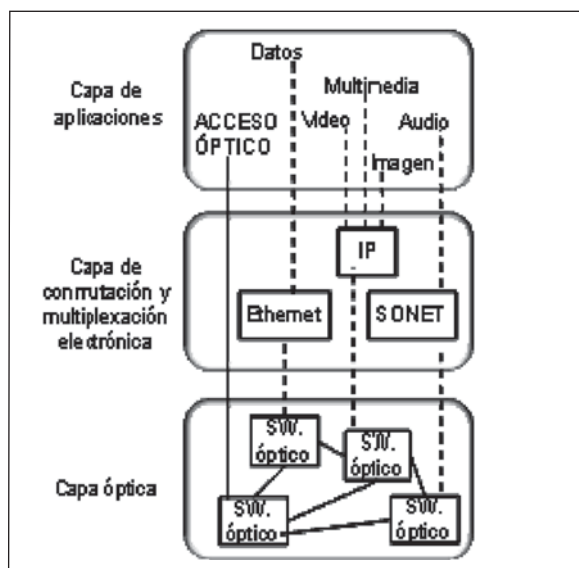 Datos
Multimedia
Capa de
aplicaciones
ACCESO
ÓPTICO
Video
Audio
Imagen
IP
Capa de
conmutación y
multiplexación
electrónica
Ethernet
SONET
SW.
óptico
SW.
óptico
Capa óptica
SW.
óptico
SW.
óptico